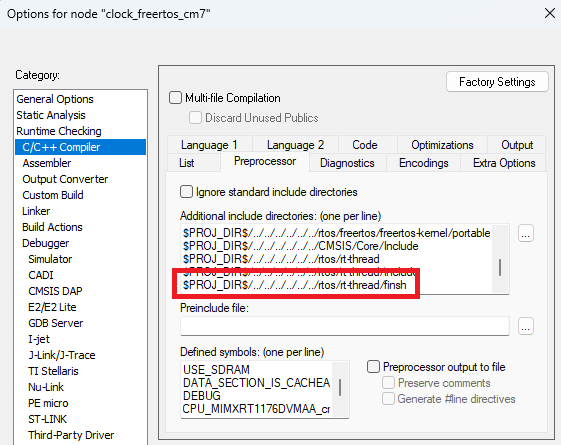 Options for node "clock_freertos_cm7"
Category:
General Options
Static Analysis
Runtime Checking
C/C++ Compiler
Assembler
Output Converter
Custom Build
Linker
Build Actions
Debugger
Simulator
CADI
CMSIS DAP
E2/E2 Lite
GDB Server
I-jet
J-Link/J-Trace
TI Stellaris
Nu-Link
PE micro
ST-LINK
Third-Party Driver
Factory Settings
Multi-file Compilation
Discard Unused Publics
Language 1 Language 2 Code Optimizations Output
List Preprocessor Diagnostics Encodings Extra Options
Ignore standard include directories
Additional include directories: (one per line)
$PROJ_DIR$/../../../../../../rtos/freertos/freertos-kernel/portable
$PROJ_DIR$/../../../../../../CMSIS/Core/Include
$PROJ_DIR$/../../../../../../rtos/rt-thread
$PROJ_DIR$/../../../../../../rtos/rt-thread/include
$PROJ_DIR$/../../../../../../rtos/rt-thread/finsh
...
Preinclude file:
...
Defined symbols: (one per line)
USE_SDRAM
DATA_SECTION_IS_CACHEA
DEBUG
CPU_MIMXRT1176DVMAA_cr
Preprocessor output to file
Preserve comments
Generate #line directives